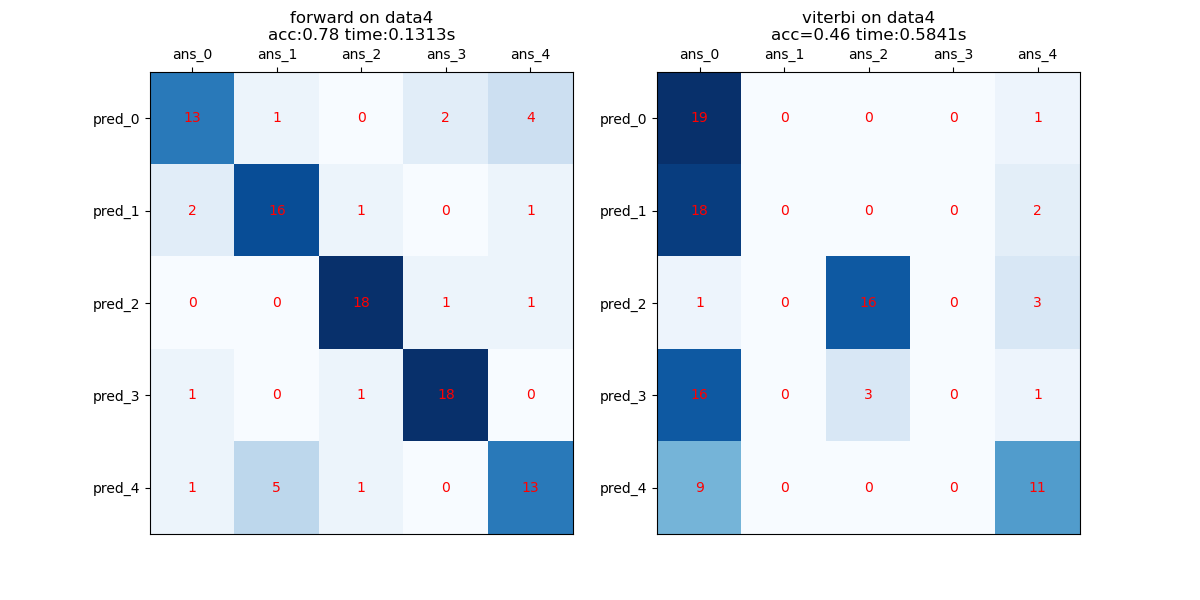 forward on data4
acc:0.78 time:0.1313s
ans_0 ans_1 ans_2 ans_3 ans_4
pred_0 13 1 0 2 4
pred_1 2 16 1 0 1
pred_2 0 0 18 1 1
pred_3 1 0 1 18 0
pred_4 1 5 1 0 13
viterbi on data4
acc=0.46 time:0.5841s
ans_0 ans_1 ans_2 ans_3 ans_4
pred_0 19 0 0 0 1
pred_1 18 0 0 0 2
pred_2 1 0 16 0 3
pred_3 16 0 3 0 1
pred_4 9 0 0 0 11